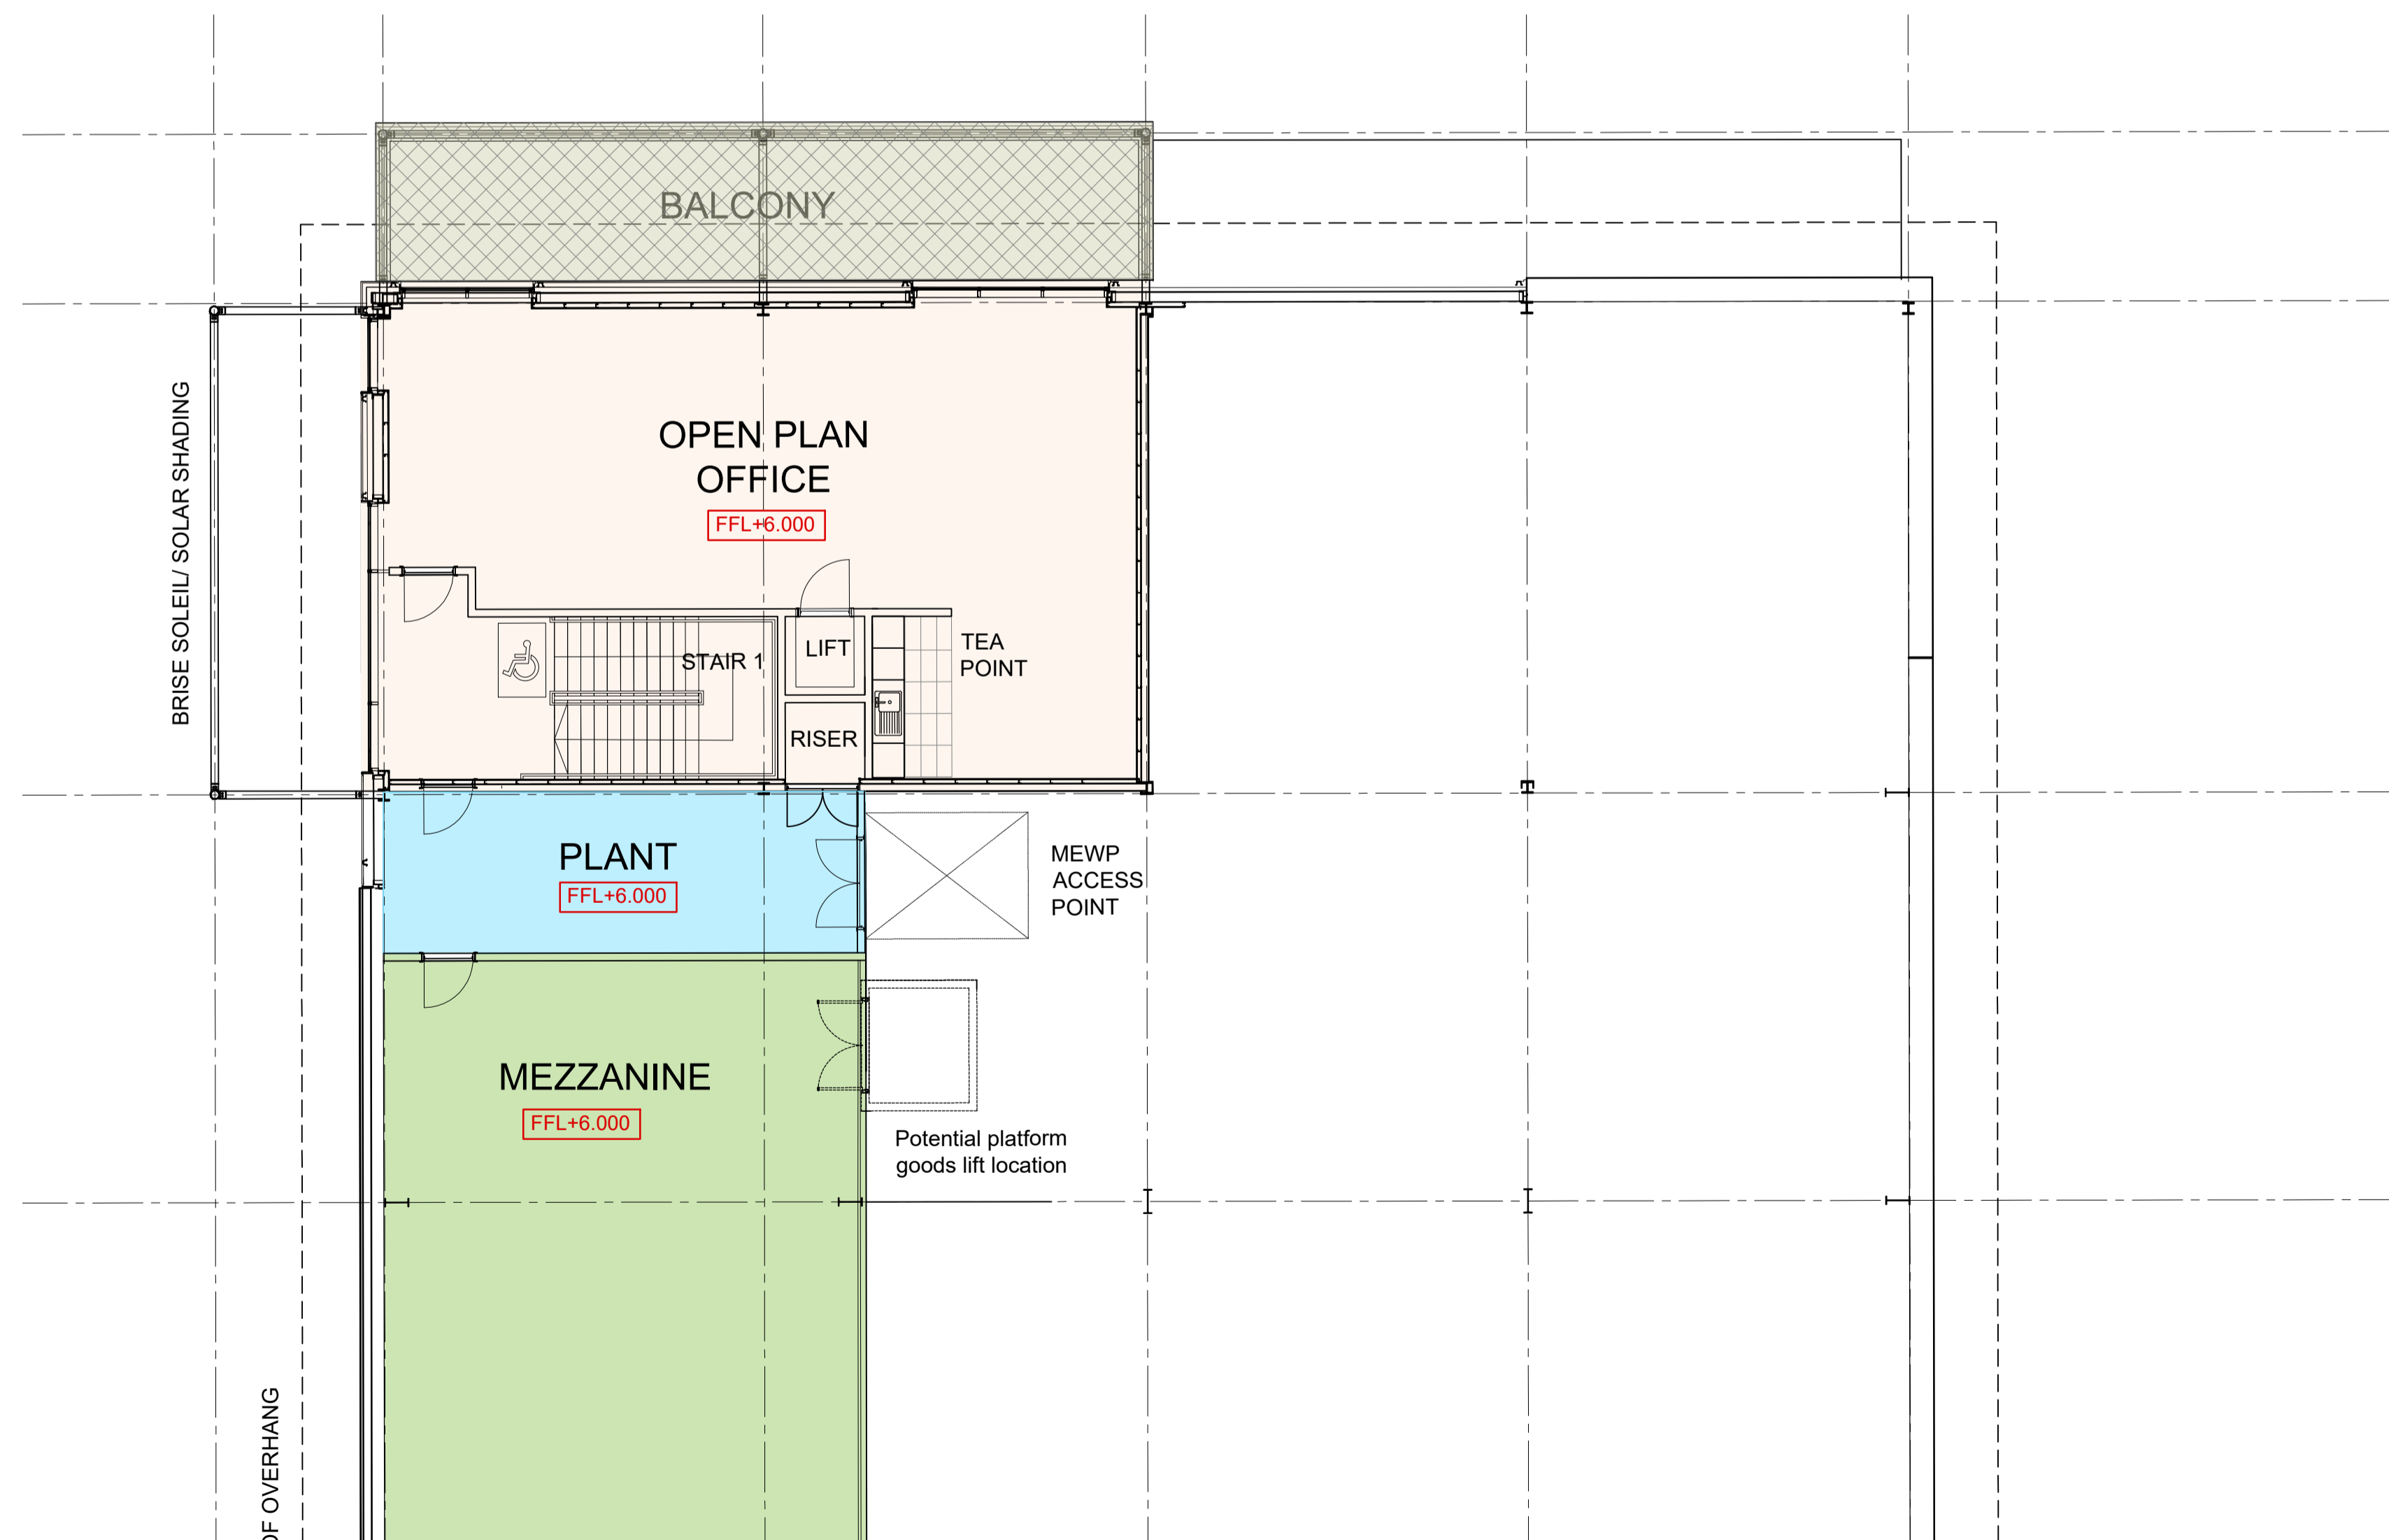 BALCONY
BRISE SOLEIL/ SOLAR SHADING
OPEN PLAN
OFFICE
FFL+6.000
STAIR 1
LIFT
TEA
POINT
RISER
PLANT
FFL+6.000
MEWP
ACCESS
POINT
MEZZANINE
FFL+6.000
Potential platform
goods lift location
OF OVERHANG